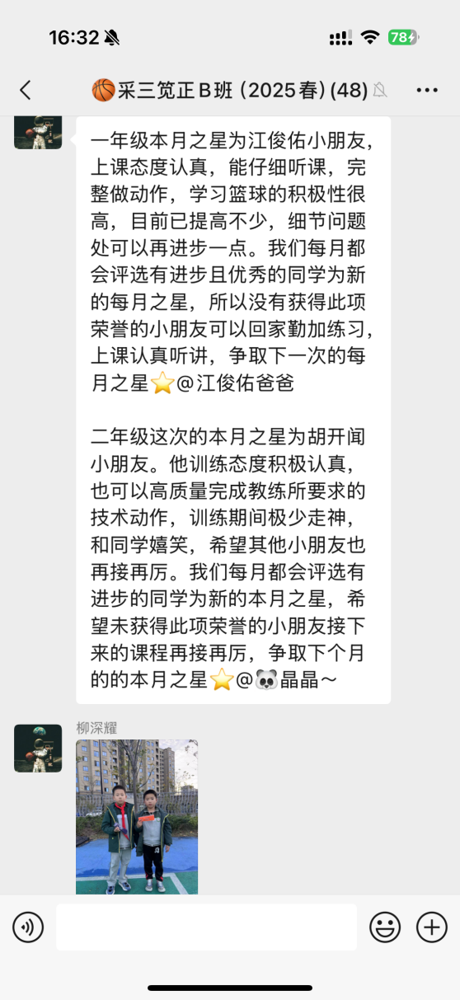 16:32
78
🏀采三笕正B班（2025春）(48)
一年级本月之星为江俊佑小朋友，
上课态度认真，能仔细听课，完
整做动作，学习篮球的积极性很
高，目前已提高不少，细节问题
处可以再进步一点。我们每月都
会评选有进步且优秀的同学为新
的每月之星，所以没有获得此项
荣誉的小朋友可以回家勤加练习，
上课认真听讲，争取下一次的每
月之星⭐@江俊佑爸爸
二年级这次的本月之星为胡开闻
小朋友。他训练态度积极认真，
也可以高质量完成教练所要求的
技术动作，训练期间极少走神，
和同学嬉笑，希望其他小朋友也
再接再厉。我们每月都会评选有
进步的同学为新的本月之星，希
望未获得此项荣誉的小朋友接下
来的课程再接再厉，争取下个月
的的本月之星⭐@🐼晶晶～
柳深耀